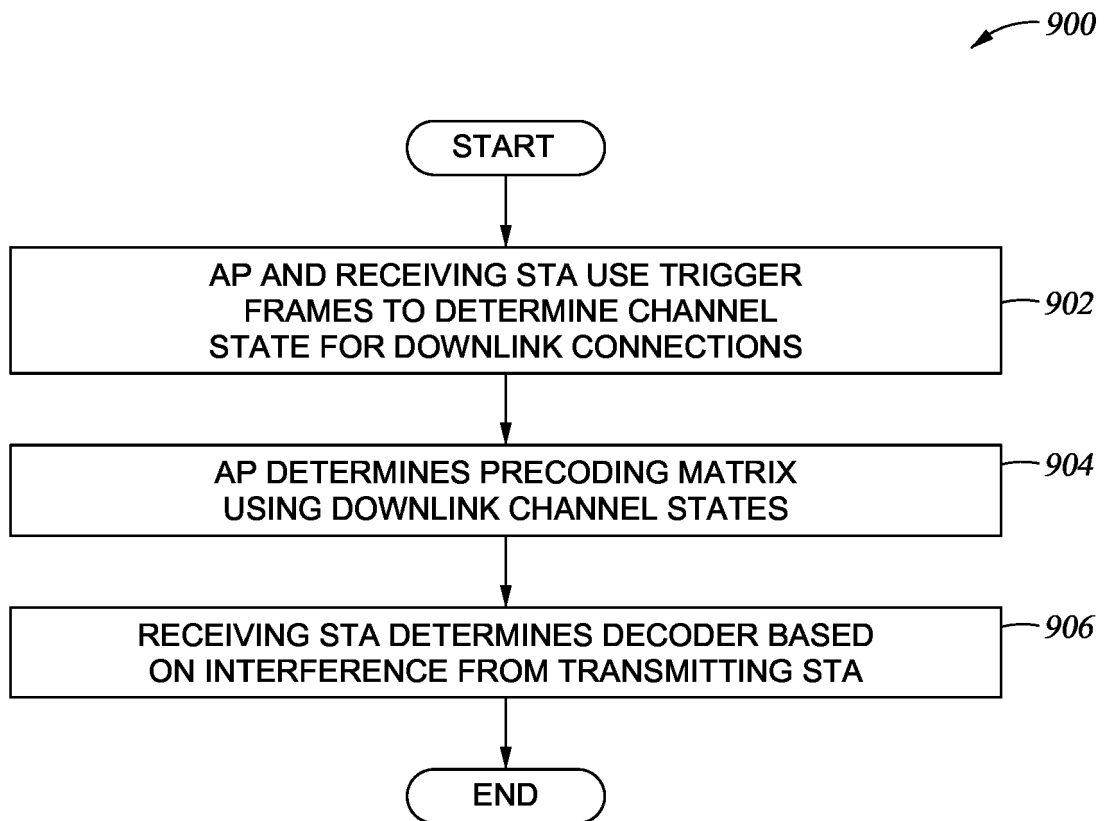 900
START
AP AND RECEIVING STA USE TRIGGER
FRAMES TO DETERMINE CHANNEL
STATE FOR DOWNLINK CONNECTIONS
902
AP DETERMINES PRECODING MATRIX
USING DOWNLINK CHANNEL STATES
904
RECEIVING STA DETERMINES DECODER BASED
ON INTERFERENCE FROM TRANSMITTING STA
906
END